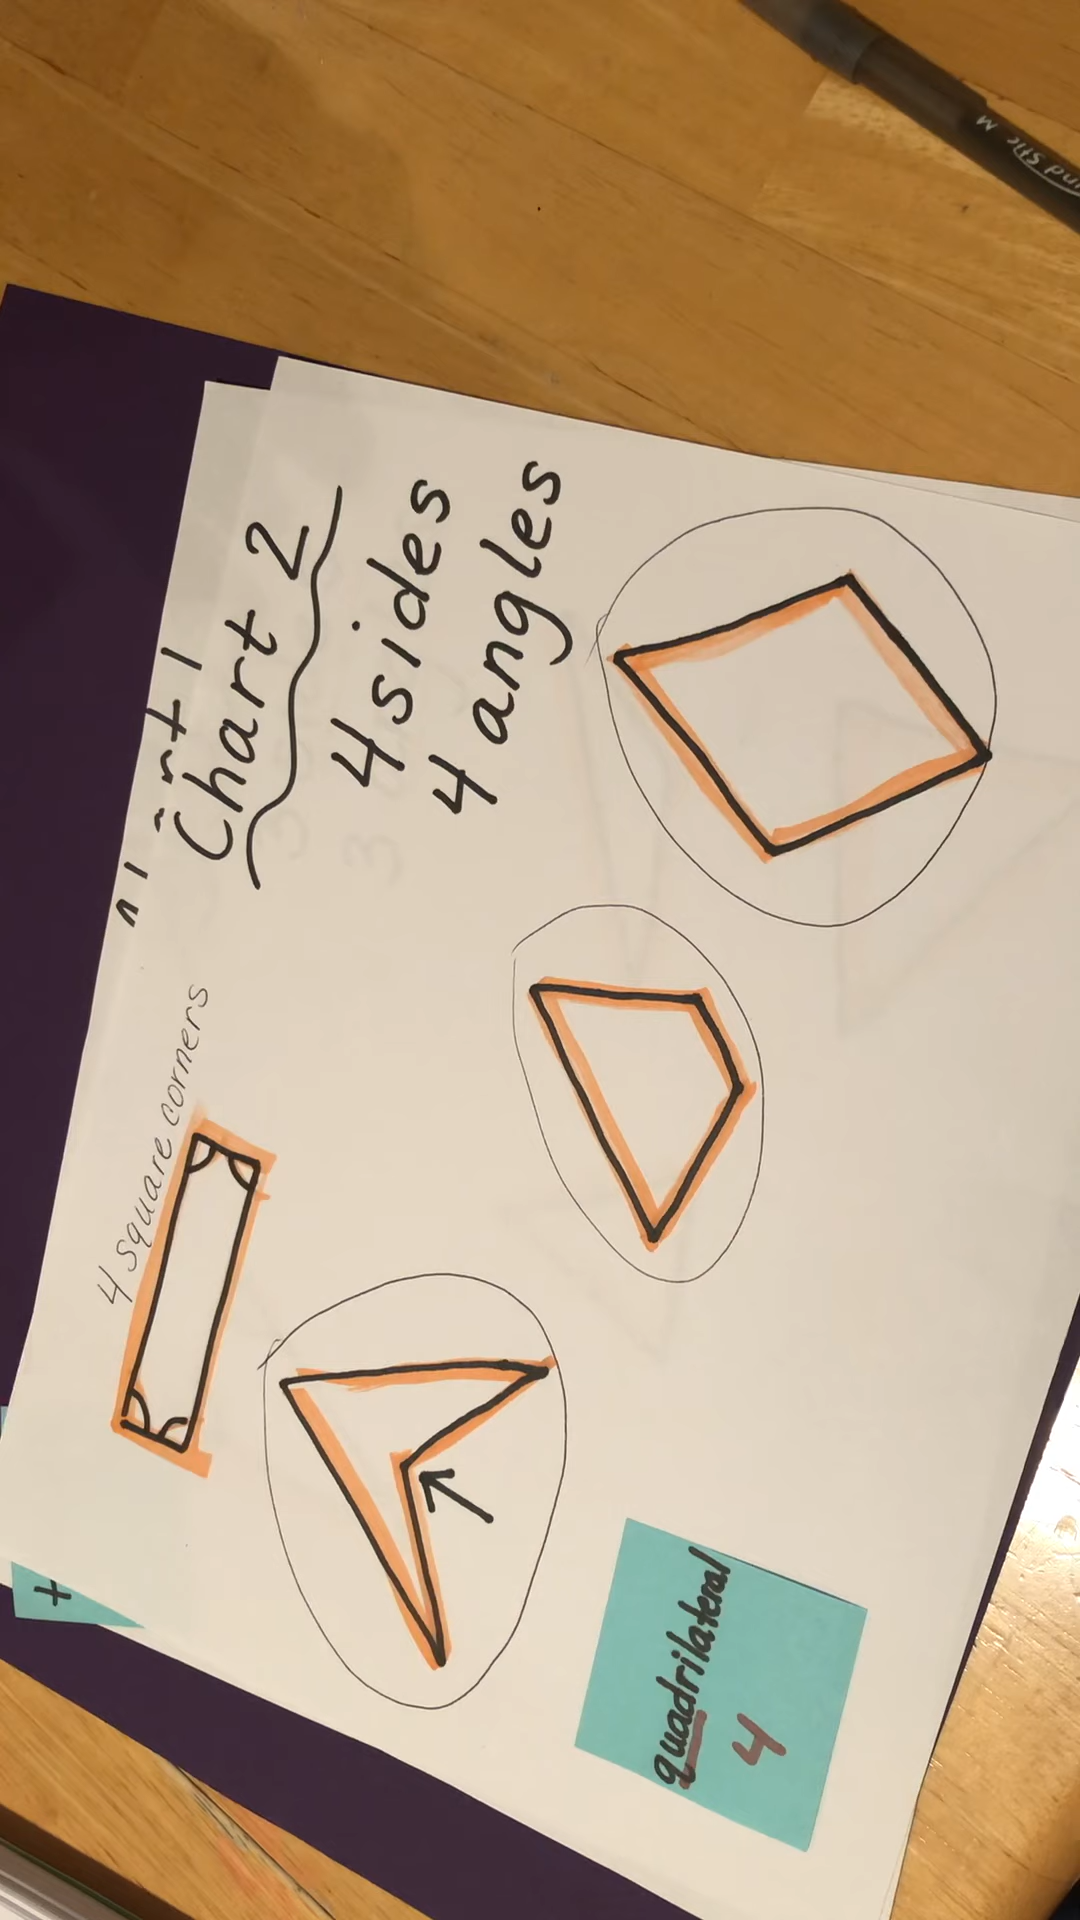 Chart 2
4 sides
4 angles
4 square corners
quadrilateral
4